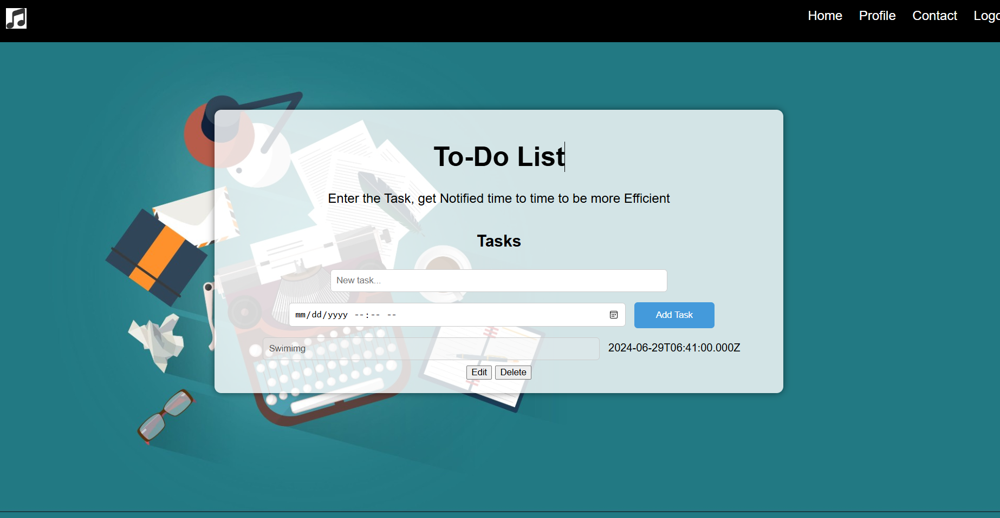 Home Profile Contact Logo
To-Do List
Enter the Task, get Notified time to time to be more Efficient
Tasks
New task...
mm/dd/yyyy --:-- --
Add Task
Swimimg 2024-06-29T06:41:00.000Z
Edit Delete